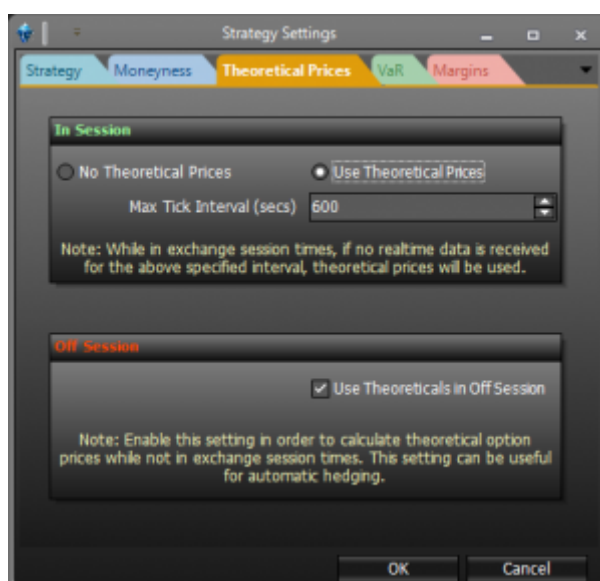 Strategy Settings
Strategy Moneyness Theoretical Prices VaR Margins
In Session
No Theoretical Prices Use Theoretical Prices
Max Tick Interval (secs) 600
Note: While in exchange session times, if no realtime data is received
for the above specified interval, theoretical prices will be used.
Off Session
Use Theoreticals in Off Session
Note: Enable this setting in order to calculate theoretical option
prices while not in exchange session times. This setting can be useful
for automatic hedging.
OK Cancel